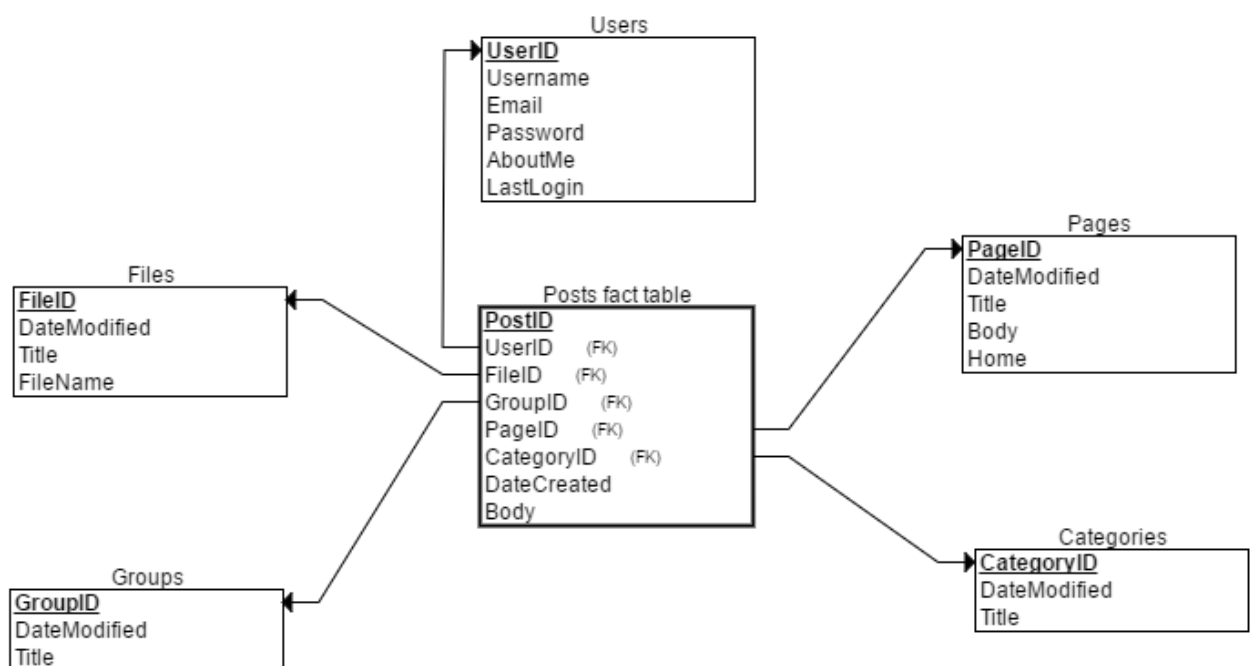 Users
UserID
Username
Email
Password
AboutMe
LastLogin
Files
FileID
DateModified
Title
FileName
Posts fact table
PostID
UserID (FK)
FileID (FK)
GroupID (FK)
PageID (FK)
CategoryID (FK)
DateCreated
Body
Pages
PageID
DateModified
Title
Body
Home
Groups
GroupID
DateModified
Title
Categories
CategoryID
DateModified
Title